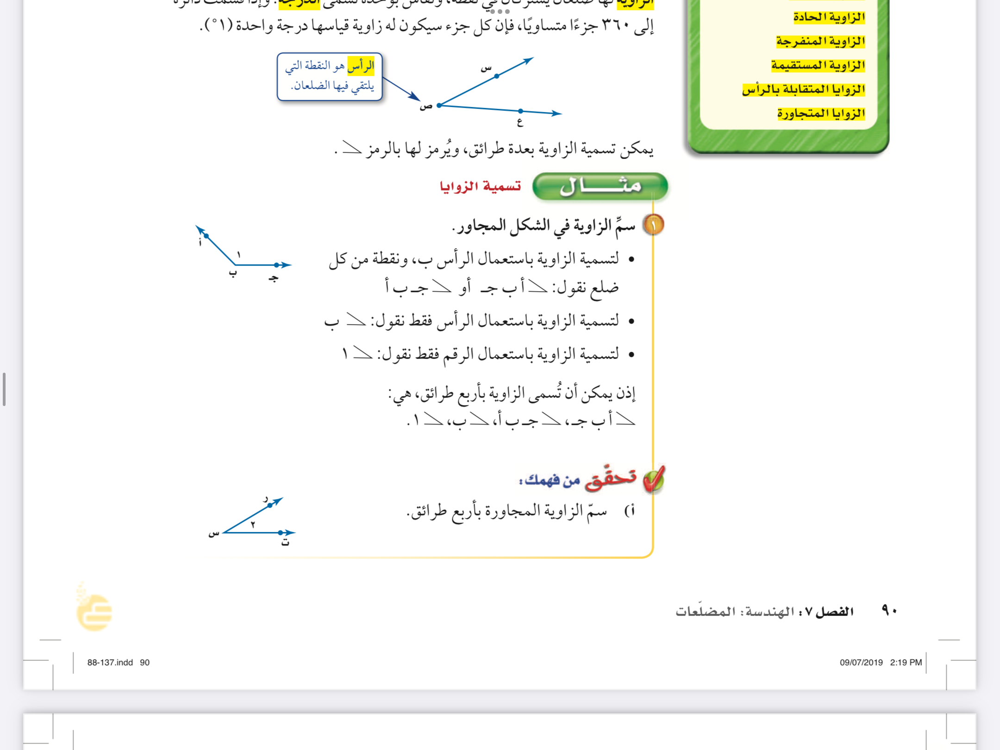 الزاوية لها ضلعان يشتركان في نقطة، وتقاس بوحدة تسمى الدرجة. وإذا قسمت دائرة
إلى ٣٦٠ جزءًا متساويًا، فإن كل جزء سيكون له زاوية قياسها درجة واحدة (١°).
الزاوية الحادة
الزاوية المنفرجة
الزاوية المستقيمة
الزوايا المتقابلة بالرأس
الزوايا المتجاورة
الرأس هو النقطة التي
يلتقي فيها الضلعان.
س
ص
ع
يمكن تسمية الزاوية بعدة طرائق، ويُرمز لها بالرمز ⦣ .
مثــــال
تسمية الزوايا
١ سمِّ الزاوية في الشكل المجاور.
أ
١
ب
جـ
• لتسمية الزاوية باستعمال الرأس ب، ونقطة من كل
ضلع نقول: ⦣ أ ب جـ أو ⦣ جـ ب أ
• لتسمية الزاوية باستعمال الرأس فقط نقول: ⦣ ب
• لتسمية الزاوية باستعمال الرقم فقط نقول: ⦣ ١
إذن يمكن أن تُسمى الزاوية بأربع طرائق، هي:
⦣ أ ب جـ، ⦣ جـ ب أ، ⦣ ب، ⦣ ١.
تحقّق من فهمك:
أ) سمّ الزاوية المجاورة بأربع طرائق.
ر
٢
س
ت
٩٠ الفصل ٧: الهندسة: المضلّعات
88-137.indd 90
09/07/2019 2:19 PM